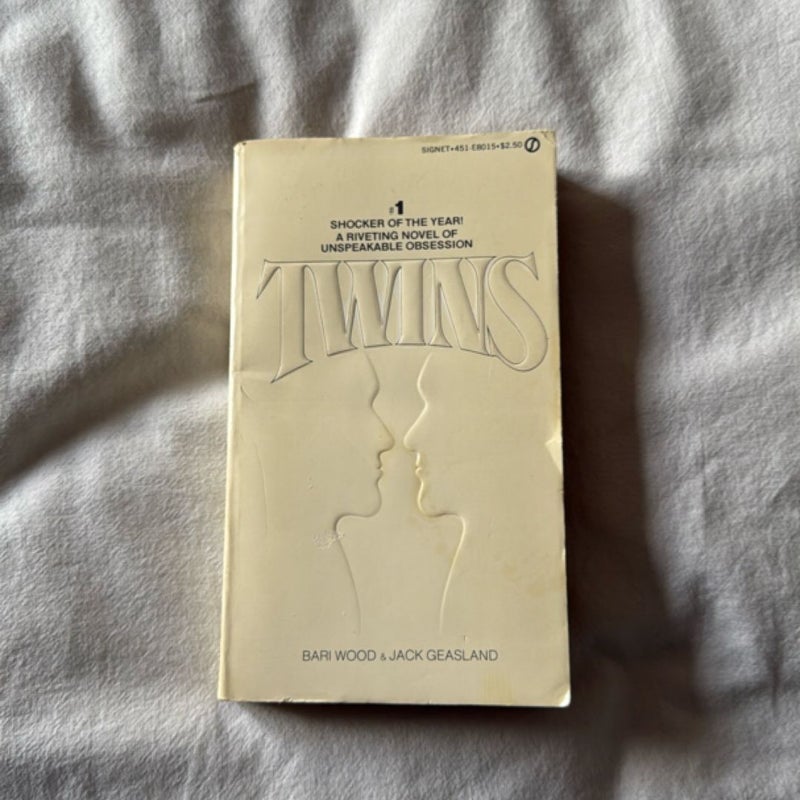 SIGNET•451-E8015•$2.50
#1
SHOCKER OF THE YEAR!
A RIVETING NOVEL OF
UNSPEAKABLE OBSESSION
TWINS
BARI WOOD & JACK GEASLAND